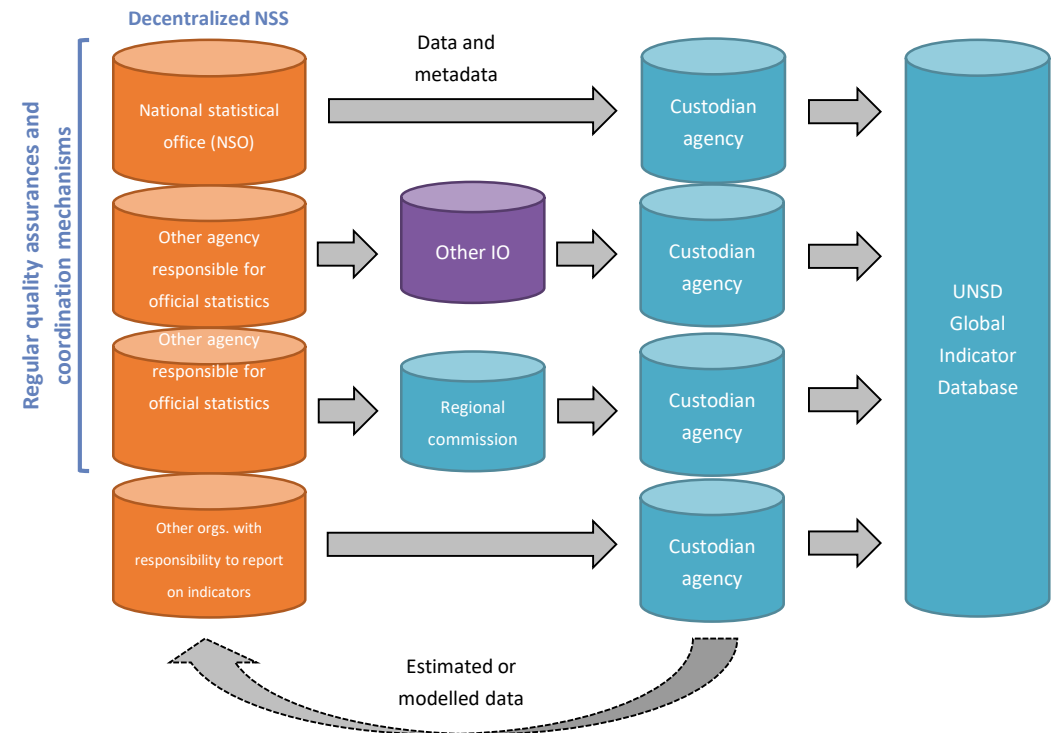 Decentralized NSS
Regular quality assurances and
coordination mechanisms
National statistical
office (NSO)
Data and
metadata
Custodian
agency
Other agency
responsible for
official statistics
Other IO
Custodian
agency
Other agency
responsible for
official statistics
Regional
commission
Custodian
agency
Other orgs. with
responsibility to report
on indicators
Custodian
agency
UNSD
Global
Indicator
Database
Estimated or
modelled data